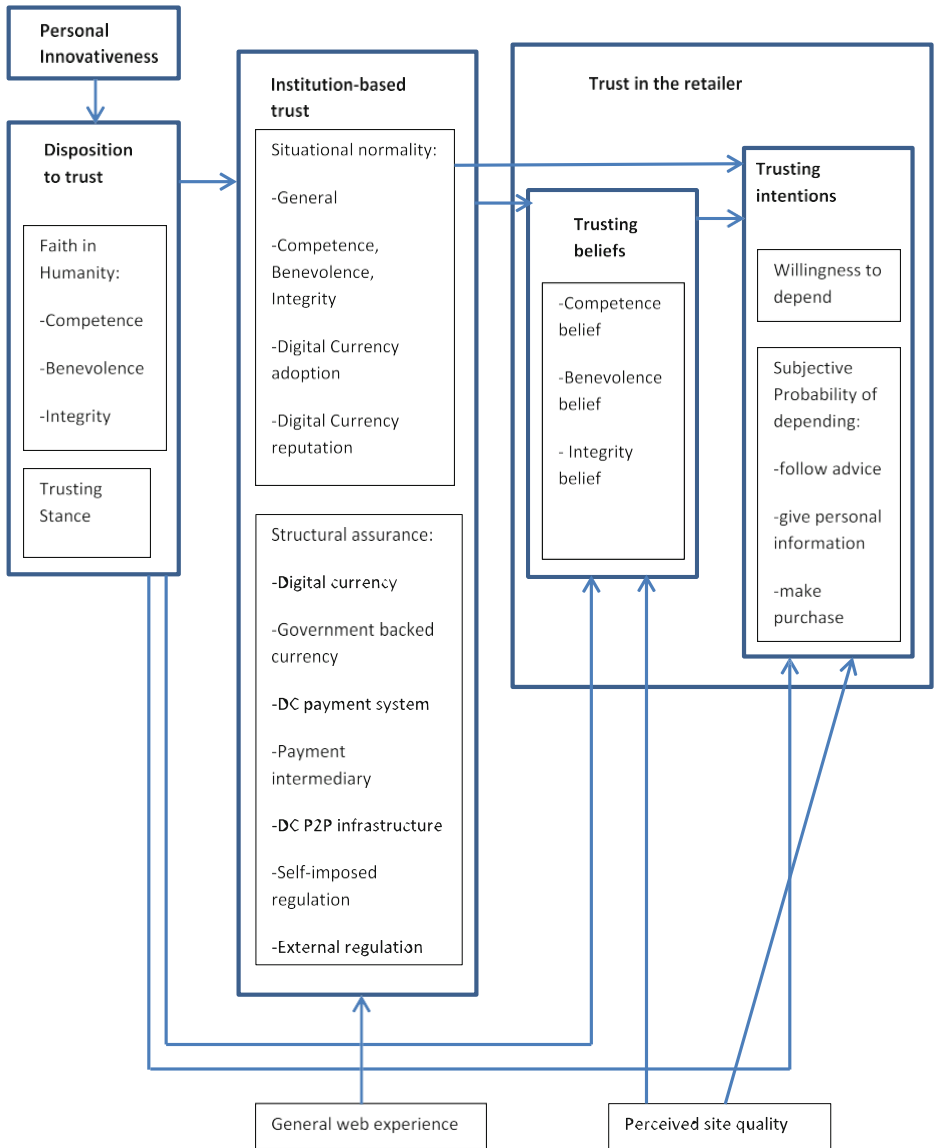 Personal
Innovativeness
Disposition
to trust
Faith in
Humanity:
-Competence
-Benevolence
-Integrity
Trusting
Stance
Institution-based
trust
Situational normality:
-General
-Competence,
Benevolence,
Integrity
-Digital Currency
adoption
-Digital Currency
reputation
Structural assurance:
-Digital currency
-Government backed
currency
-DC payment system
-Payment
intermediary
-DC P2P infrastructure
-Self-imposed
regulation
-External regulation
Trust in the retailer
Trusting
beliefs
-Competence
belief
-Benevolence
belief
- Integrity
belief
Trusting
intentions
Willingness to
depend
Subjective
Probability of
depending:
-follow advice
-give personal
information
-make
purchase
General web experience
Perceived site quality